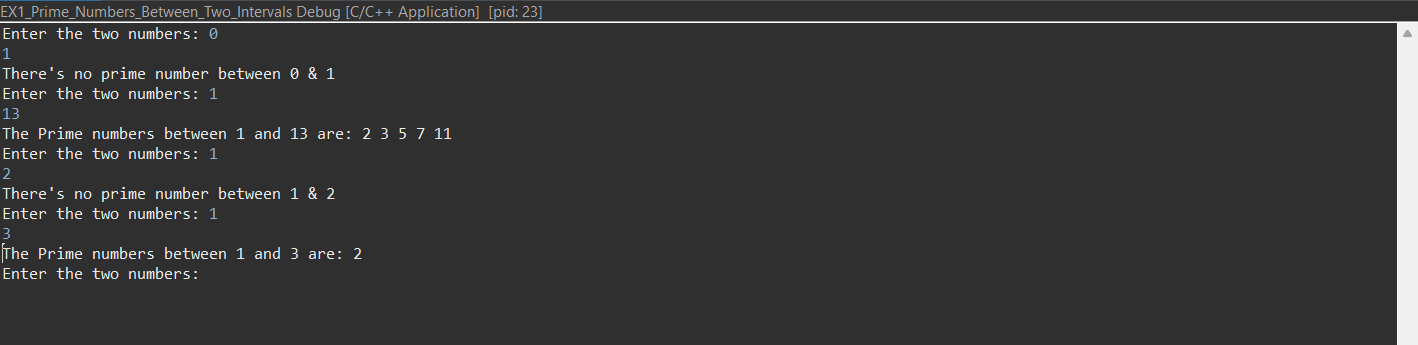 EX1_Prime_Numbers_Between_Two_Intervals Debug [C/C++ Application] [pid: 23]
Enter the two numbers: 0
1
There's no prime number between 0 & 1
Enter the two numbers: 1
13
The Prime numbers between 1 and 13 are: 2 3 5 7 11
Enter the two numbers: 1
2
There's no prime number between 1 & 2
Enter the two numbers: 1
3
The Prime numbers between 1 and 3 are: 2
Enter the two numbers: